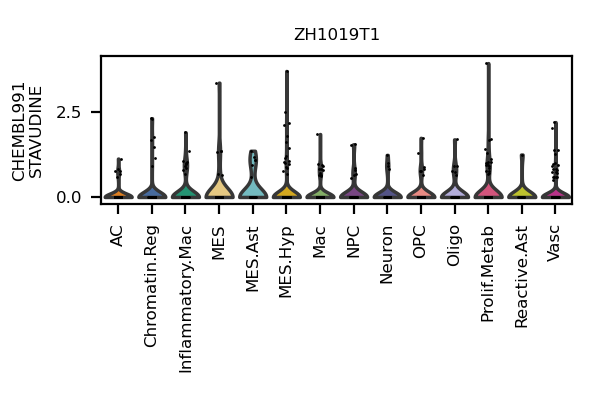 ZH1019T1
CHEMBL991
STAVUDINE
2.5
0.0
AC
Chromatin.Reg
Inflammatory.Mac
MES
MES.Ast
MES.Hyp
Mac
NPC
Neuron
OPC
Oligo
Prolif.Metab
Reactive.Ast
Vasc